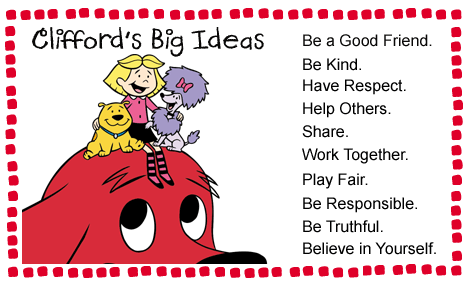 Clifford's Big Ideas
Be a Good Friend.
Be Kind.
Have Respect.
Help Others.
Share.
Work Together.
Play Fair.
Be Responsible.
Be Truthful.
Believe in Yourself.